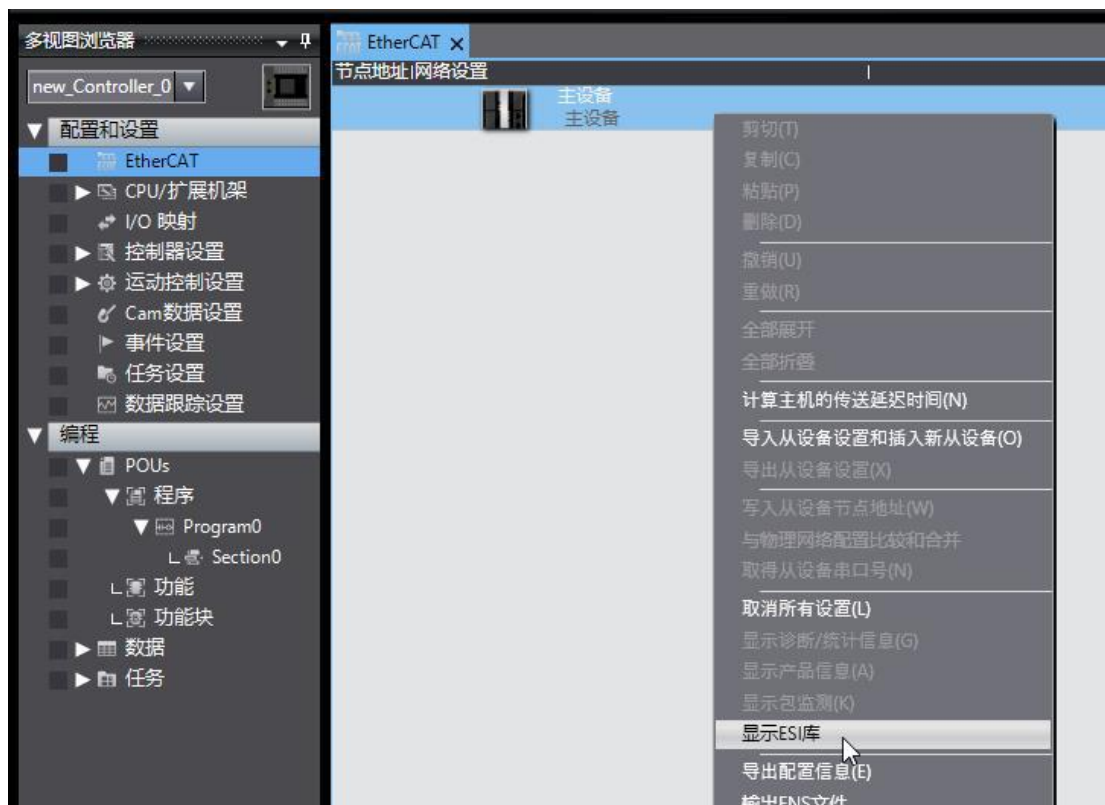 多视图浏览器
new_Controller_0
配置和设置
EtherCAT
CPU/扩展机架
I/O 映射
控制器设置
运动控制设置
Cam数据设置
事件设置
任务设置
数据跟踪设置
编程
POUs
程序
Program0
Section0
功能
功能块
数据
任务
EtherCAT
节点地址|网络设置
主设备
主设备
剪切(T)
复制(C)
粘贴(P)
删除(D)
撤销(U)
重做(R)
全部展开
全部折叠
计算主机的传送延迟时间(N)
导入从设备设置和插入新从设备(O)
导出从设备设置(X)
写入从设备节点地址(W)
与物理网络配置比较和合并
取得从设备串口号(N)
取消所有设置(L)
显示诊断/统计信息(G)
显示产品信息(A)
显示包监测(K)
显示ESI库
导出配置信息(E)
输出ENS文件